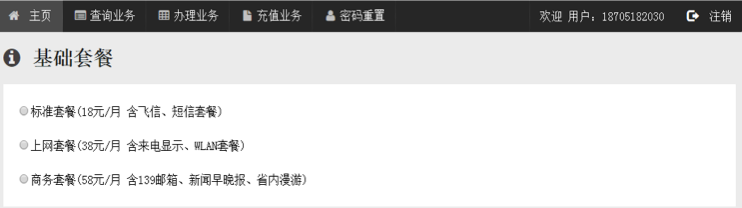 主页 查询业务 办理业务 充值业务 密码重置 欢迎 用户：18705182030 注销
基础套餐
标准套餐(18元/月 含飞信、短信套餐)
上网套餐(38元/月 含来电显示、WLAN套餐)
商务套餐(58元/月 含139邮箱、新闻早晚报、省内漫游)